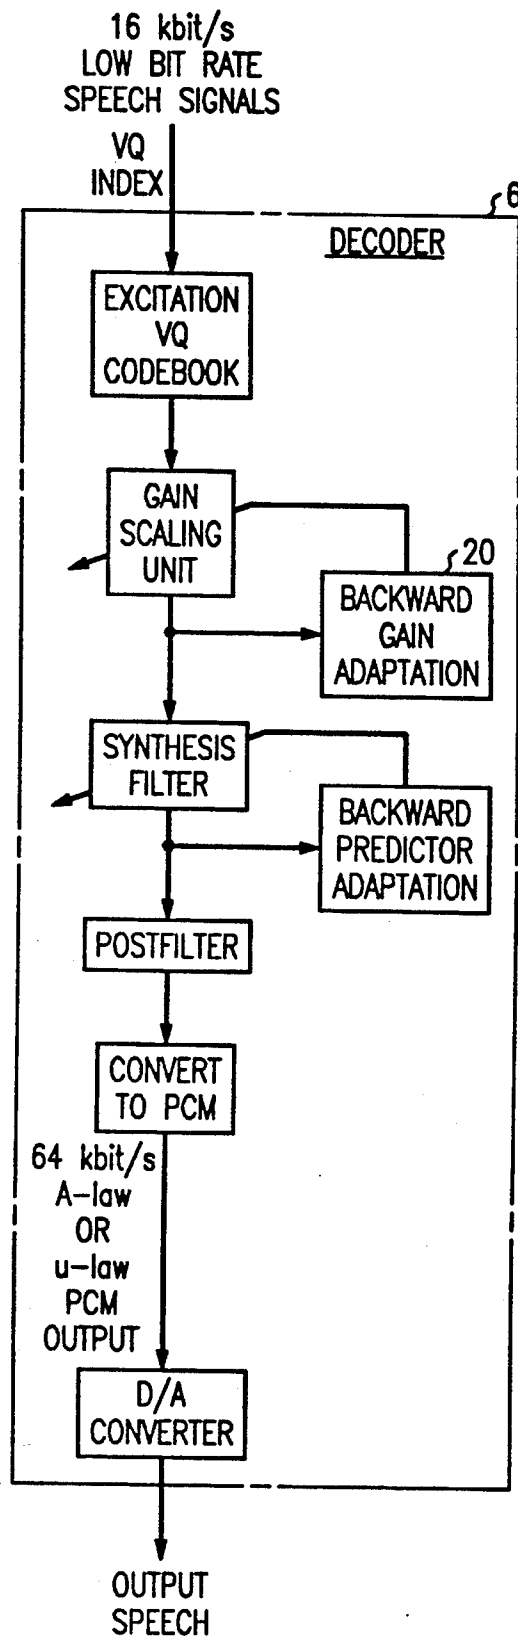 16 kbit/s
LOW BIT RATE
SPEECH SIGNALS
VQ
INDEX
6
DECODER
EXCITATION
VQ
CODEBOOK
GAIN
SCALING
UNIT
20
BACKWARD
GAIN
ADAPTATION
SYNTHESIS
FILTER
BACKWARD
PREDICTOR
ADAPTATION
POSTFILTER
CONVERT
TO PCM
64 kbit/s
A-law
OR
u-law
PCM
OUTPUT
D/A
CONVERTER
OUTPUT
SPEECH